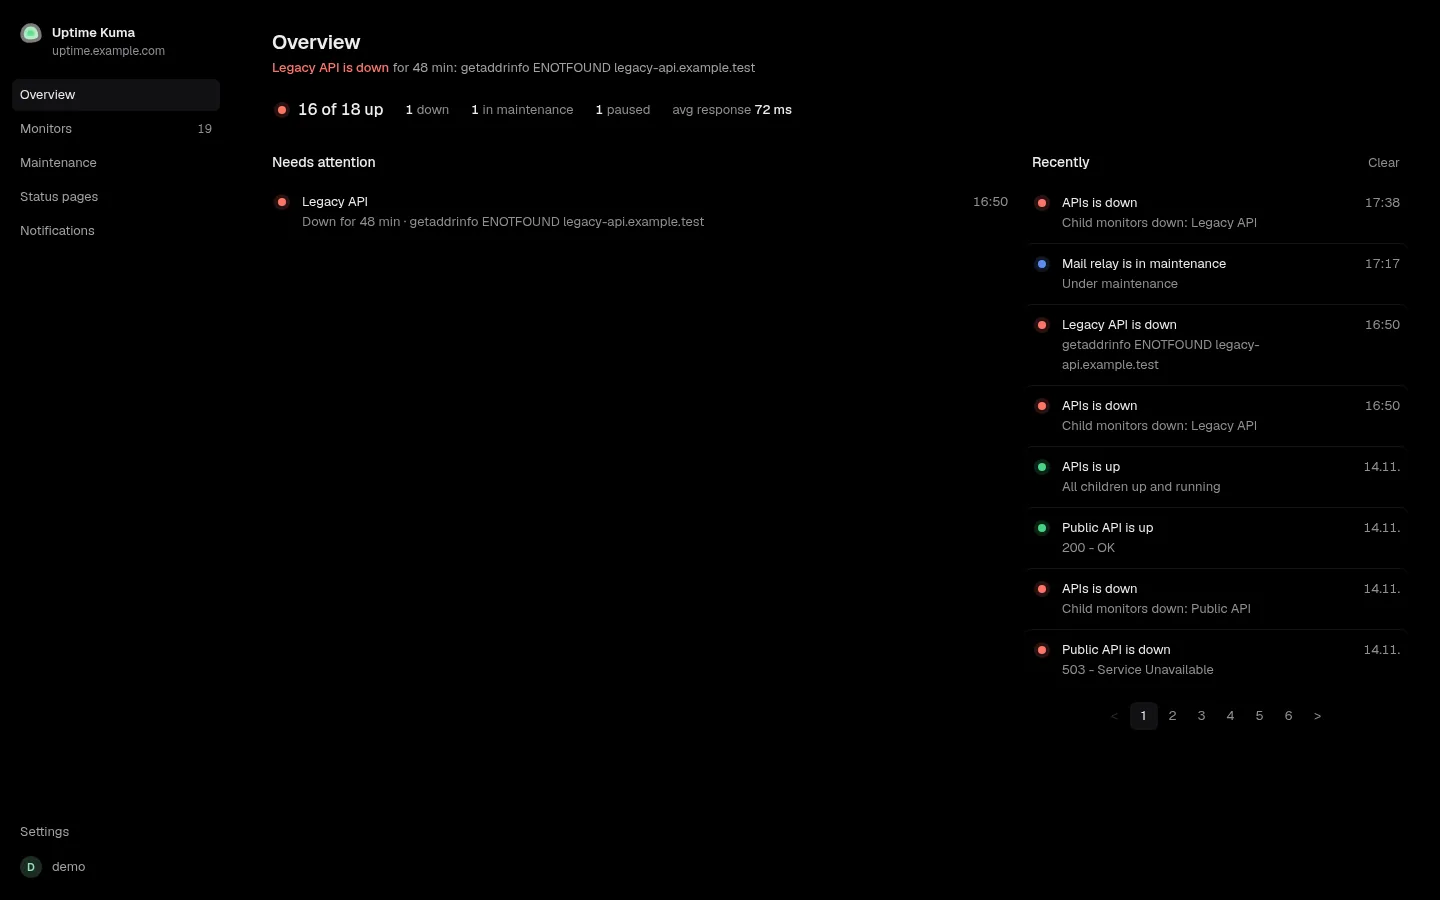 Uptime Kuma
uptime.example.com
Overview
Monitors 19
Maintenance
Status pages
Notifications
Settings
D demo
Overview
Legacy API is down for 48 min: getaddrinfo ENOTFOUND legacy-api.example.test
16 of 18 up 1 down 1 in maintenance 1 paused avg response 72 ms
Needs attention
Legacy API 16:50
Down for 48 min · getaddrinfo ENOTFOUND legacy-api.example.test
Recently Clear
APIs is down 17:38
Child monitors down: Legacy API
Mail relay is in maintenance 17:17
Under maintenance
Legacy API is down 16:50
getaddrinfo ENOTFOUND legacy-
api.example.test
APIs is down 16:50
Child monitors down: Legacy API
APIs is up 14.11.
All children up and running
Public API is up 14.11.
200 - OK
APIs is down 14.11.
Child monitors down: Public API
Public API is down 14.11.
503 - Service Unavailable
< 1 2 3 4 5 6 >